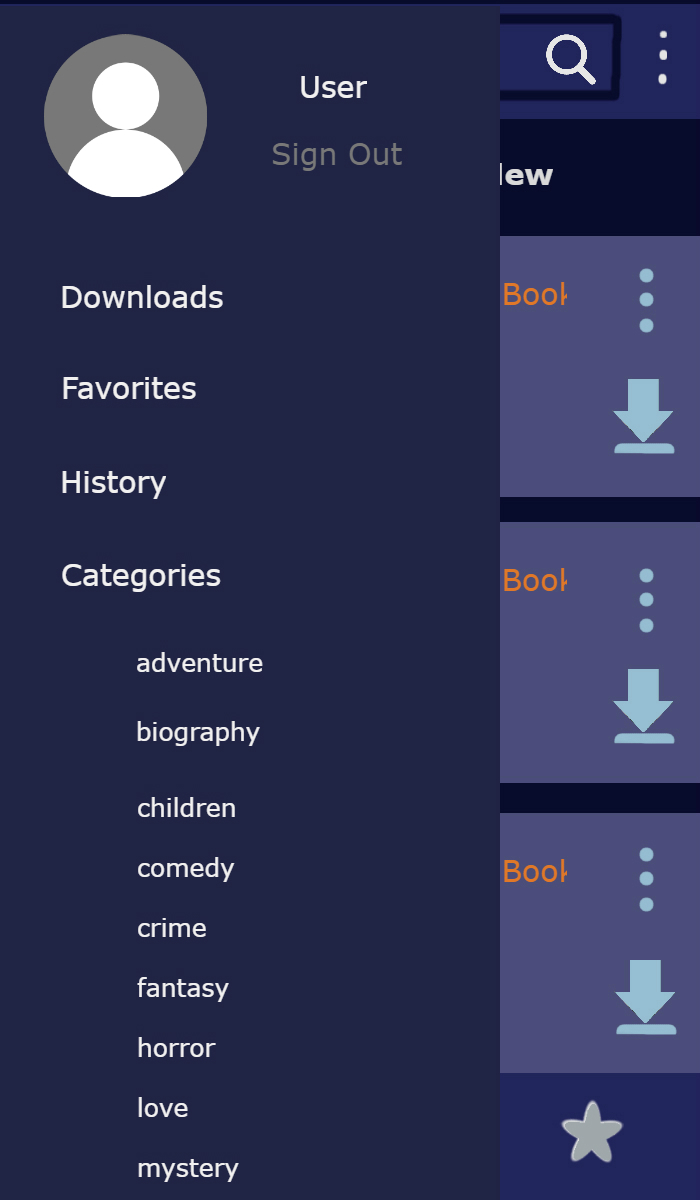 User
Sign Out
ew
Downloads
Book
Favorites
History
Categories
Book
adventure
biography
children
comedy
Book
crime
fantasy
horror
love
mystery